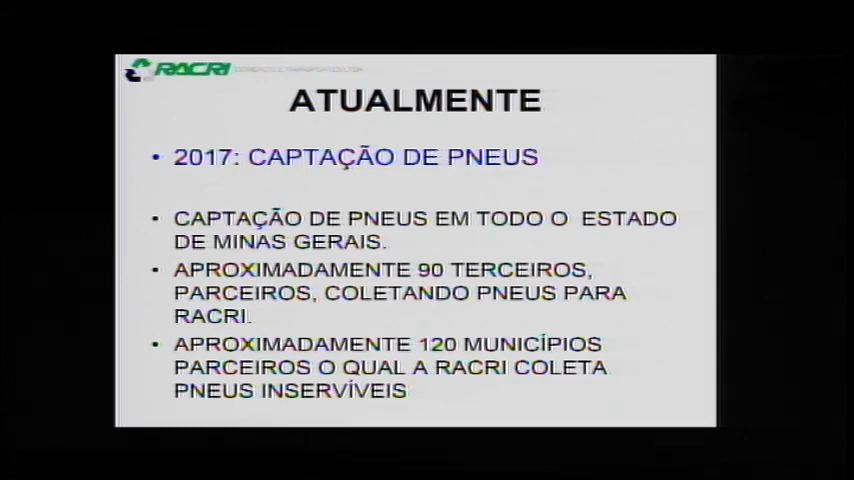 RACRI
ATUALMENTE
• 2017: CAPTAÇÃO DE PNEUS
• CAPTAÇÃO DE PNEUS EM TODO O ESTADO
DE MINAS GERAIS.
• APROXIMADAMENTE 90 TERCEIROS,
PARCEIROS, COLETANDO PNEUS PARA
RACRI.
• APROXIMADAMENTE 120 MUNICÍPIOS
PARCEIROS O QUAL A RACRI COLETA
PNEUS INSERVÍVEIS